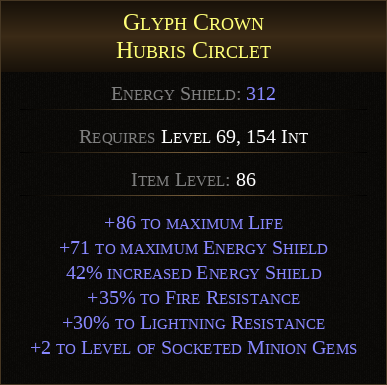 Glyph Crown
Hubris Circlet
Energy Shield: 312
Requires Level 69, 154 Int
Item Level: 86
+86 to maximum Life
+71 to maximum Energy Shield
42% increased Energy Shield
+35% to Fire Resistance
+30% to Lightning Resistance
+2 to Level of Socketed Minion Gems